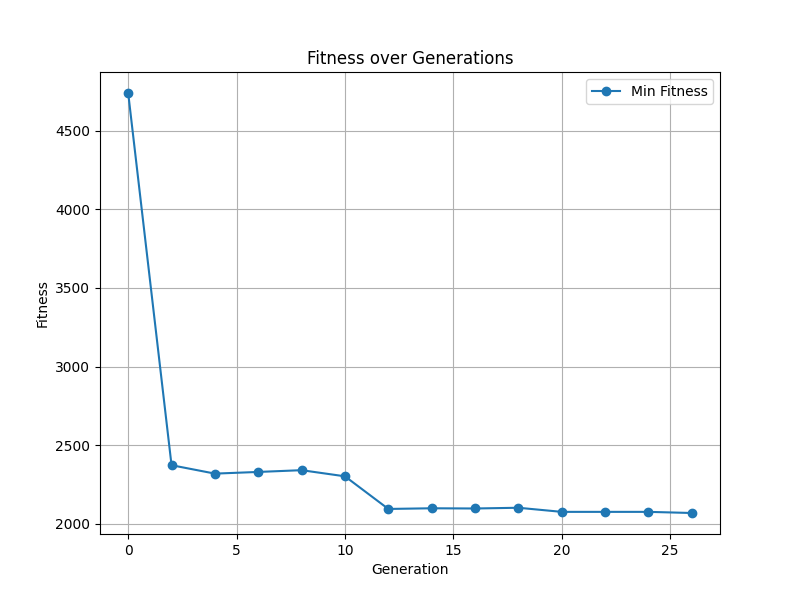 Fitness over Generations
Min Fitness
4500
4000
3500
3000
2500
2000
Fitness
0 5 10 15 20 25
Generation